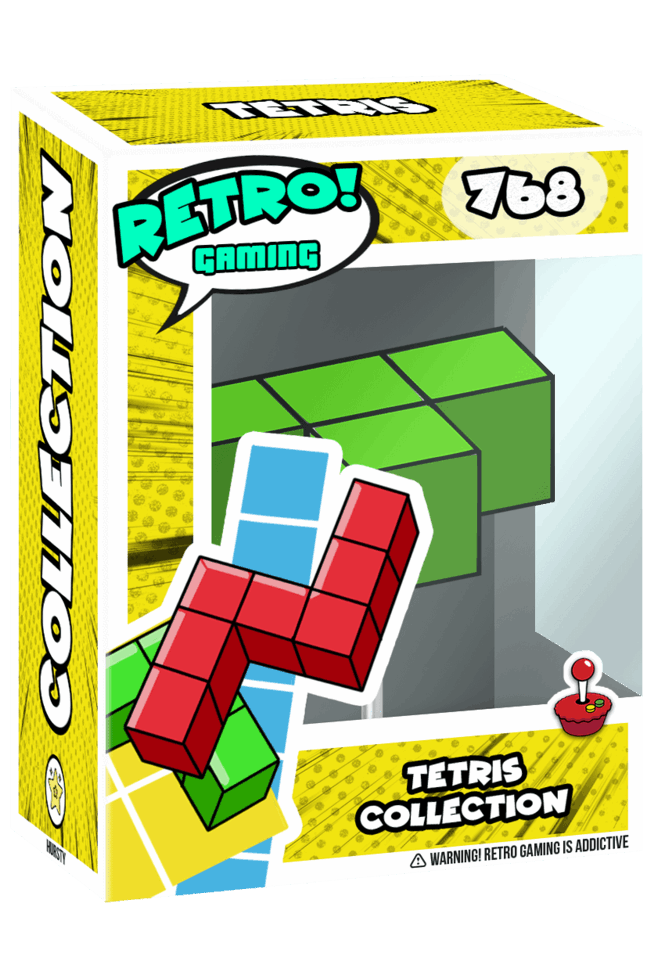 TETRIS
RETRO!
GAMING
768
COLLECTION
TETRIS
COLLECTION
WARNING! RETRO GAMING IS ADDICTIVE
HURSTY